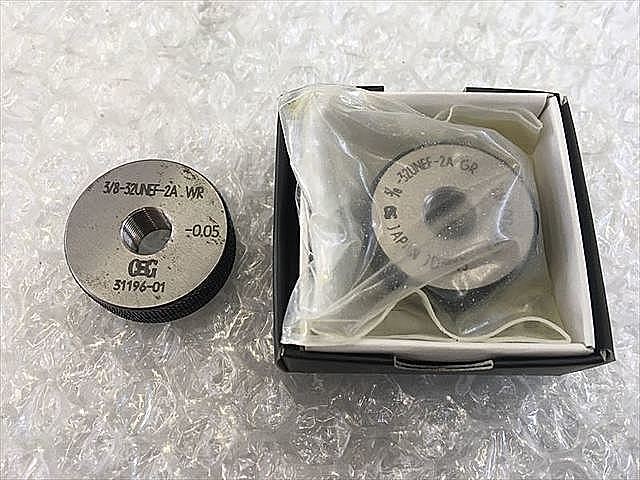 3/8-32UNEF-2A WR
-0.05
OSG
31196-01
3/8-32UNEF-2A GR
JAPAN